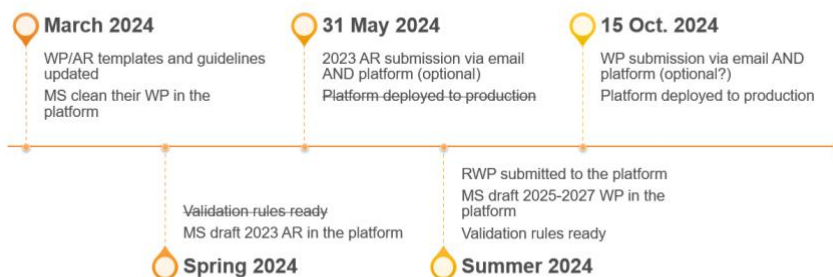 March 2024
WP/AR templates and guidelines
updated
MS clean their WP in the
platform
31 May 2024
2023 AR submission via email
AND platform (optional)
Platform deployed to production
15 Oct. 2024
WP submission via email AND
platform (optional?)
Platform deployed to production
Validation rules ready
MS draft 2023 AR in the platform
Spring 2024
RWP submitted to the platform
MS draft 2025-2027 WP in the
platform
Validation rules ready
Summer 2024